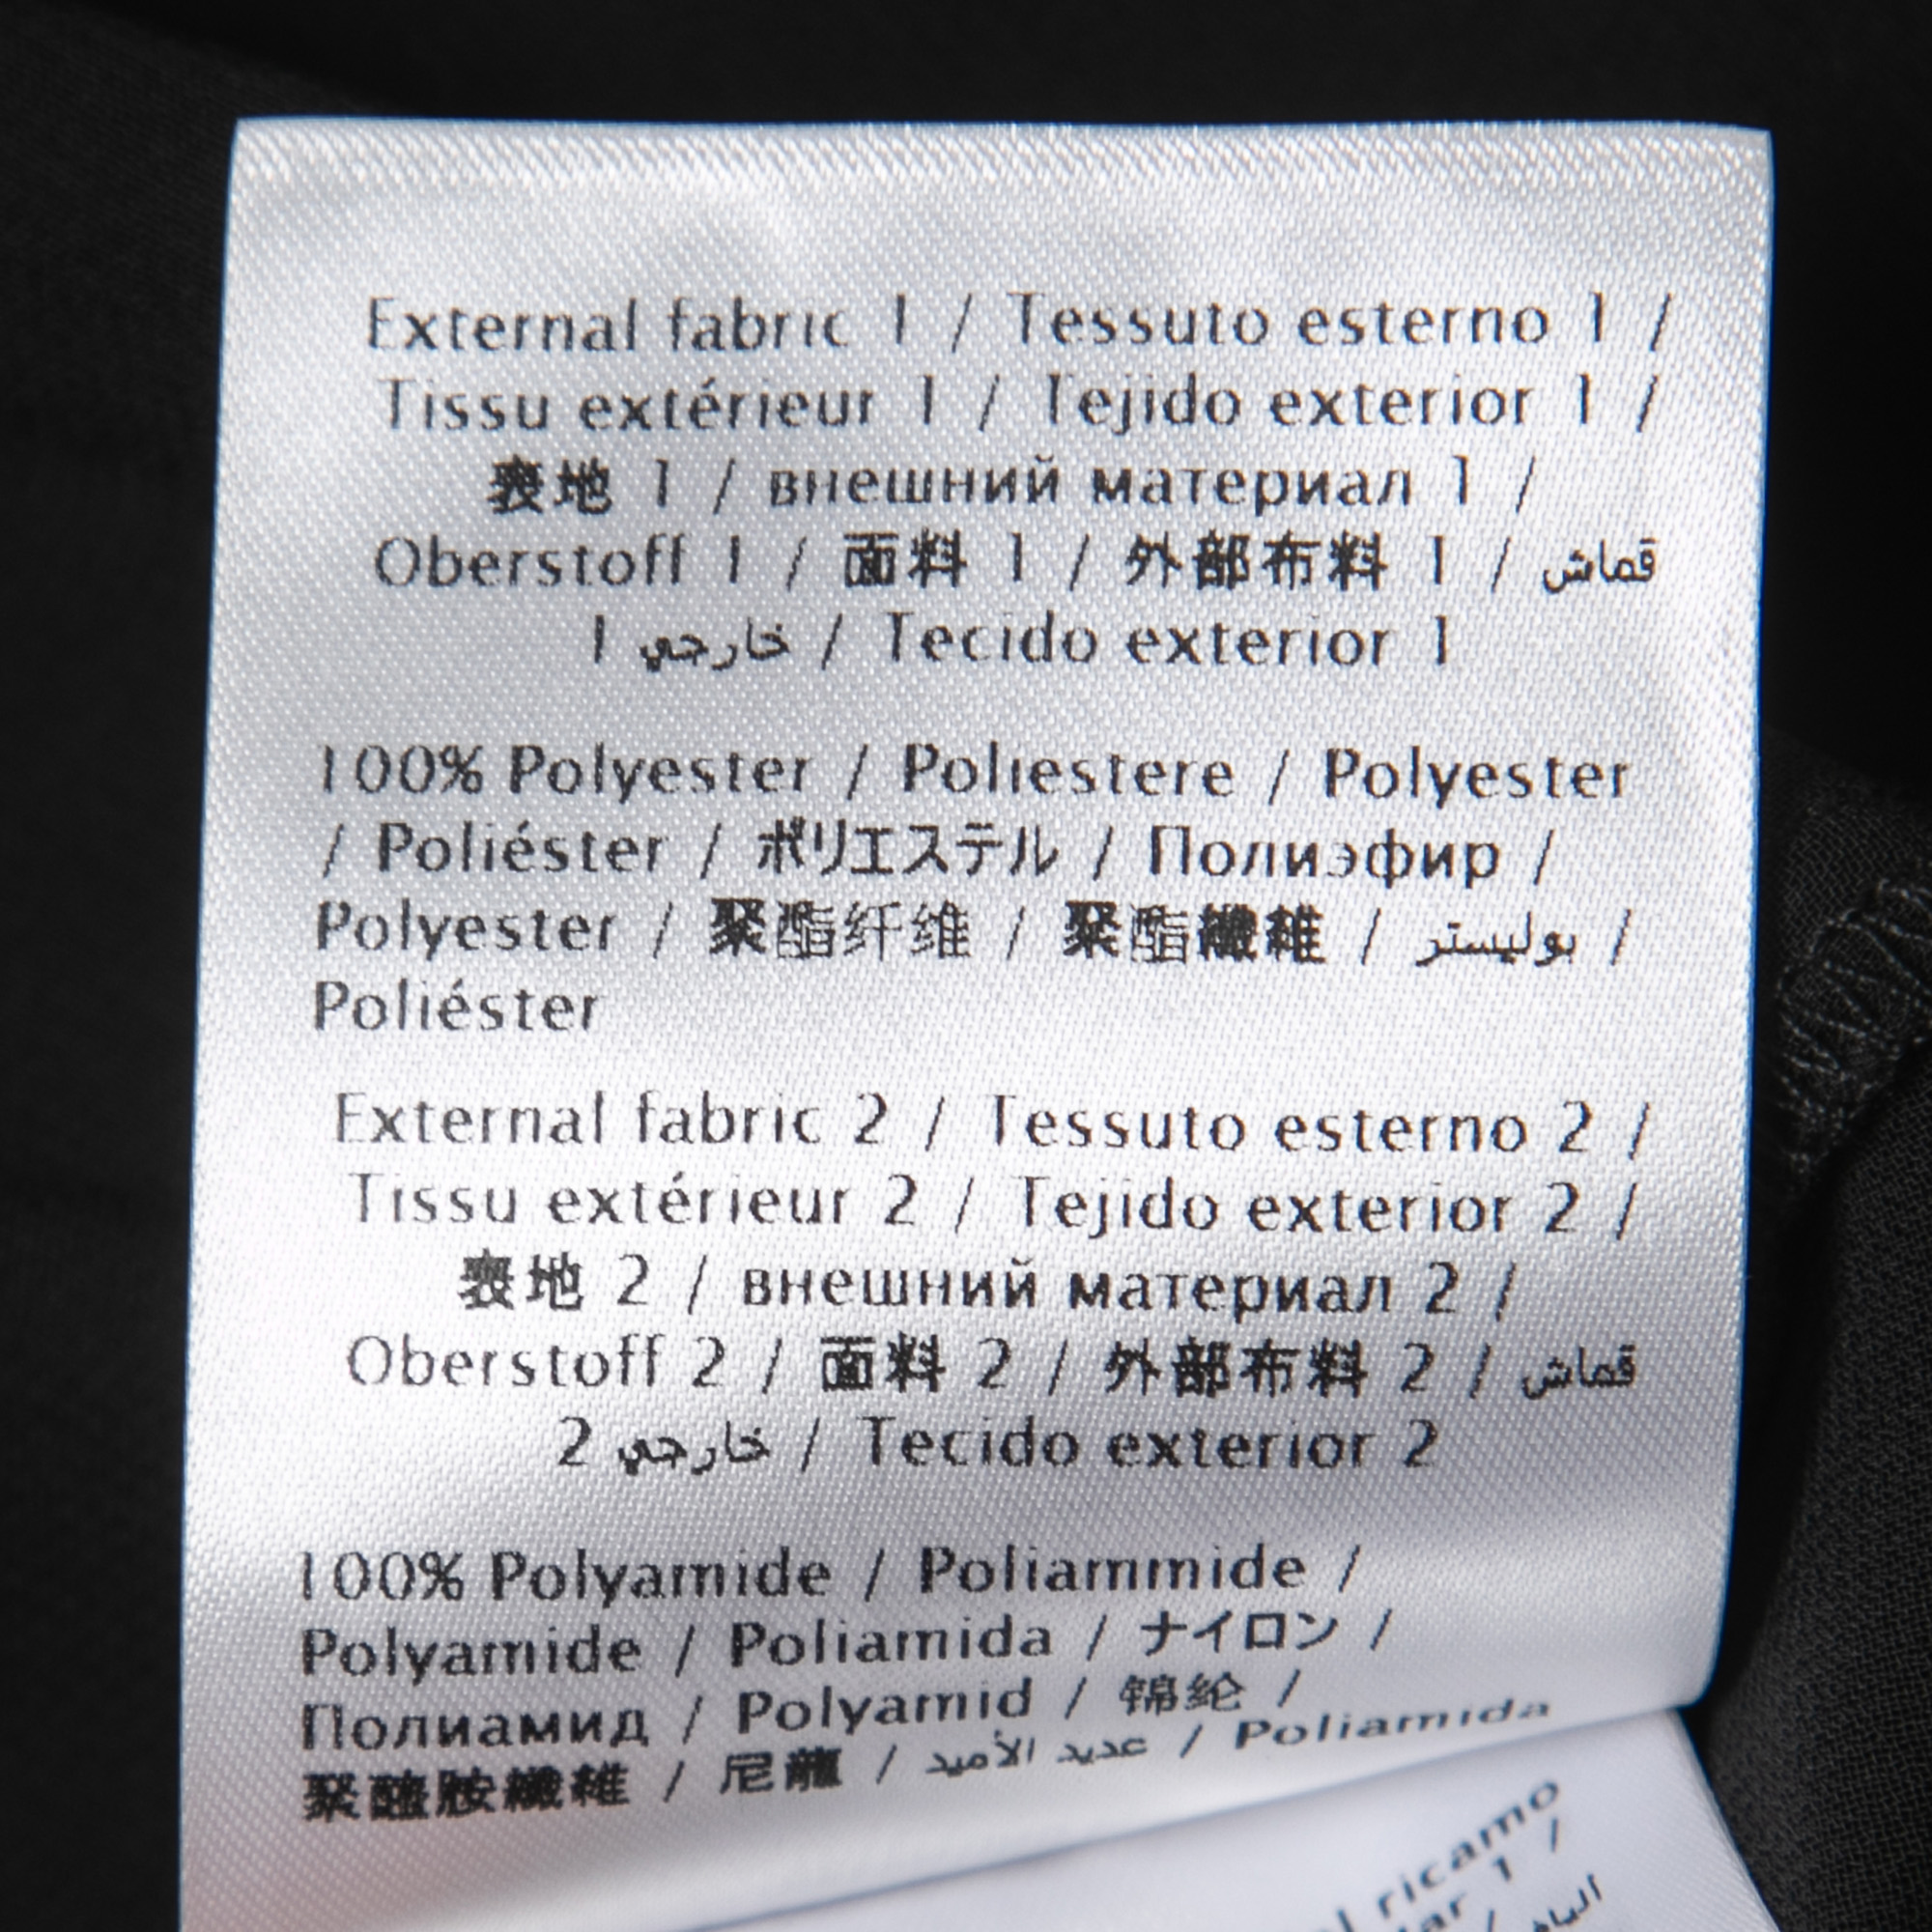 External fabric 1 / Tessuto esterno 1 /
Tissu extérieur 1 / Tejido exterior 1 /
表地 1 / внешний материал 1 /
Oberstoff 1 / 面料 1 / 外部布料 1 / قماش
خارجي 1 / Tecido exterior 1
100% Polyester / Poliestere / Polyester
/ Poliéster / ポリエステル / Полиэфир /
Polyester / 聚酯纤维 / 聚酯纖維 / بوليستر /
Poliéster
External fabric 2 / Tessuto esterno 2 /
Tissu extérieur 2 / Tejido exterior 2 /
表地 2 / внешний материал 2 /
Oberstoff 2 / 面料 2 / 外部布料 2 / قماش
خارجي 2 / Tecido exterior 2
100% Polyamide / Poliammide /
Polyamide / Poliamida / ナイロン /
Полиамид / Polyamid / 锦纶 /
聚醯胺纖維 / 尼龍 / عديد الأميد / Poliamida
ricamo
1 /